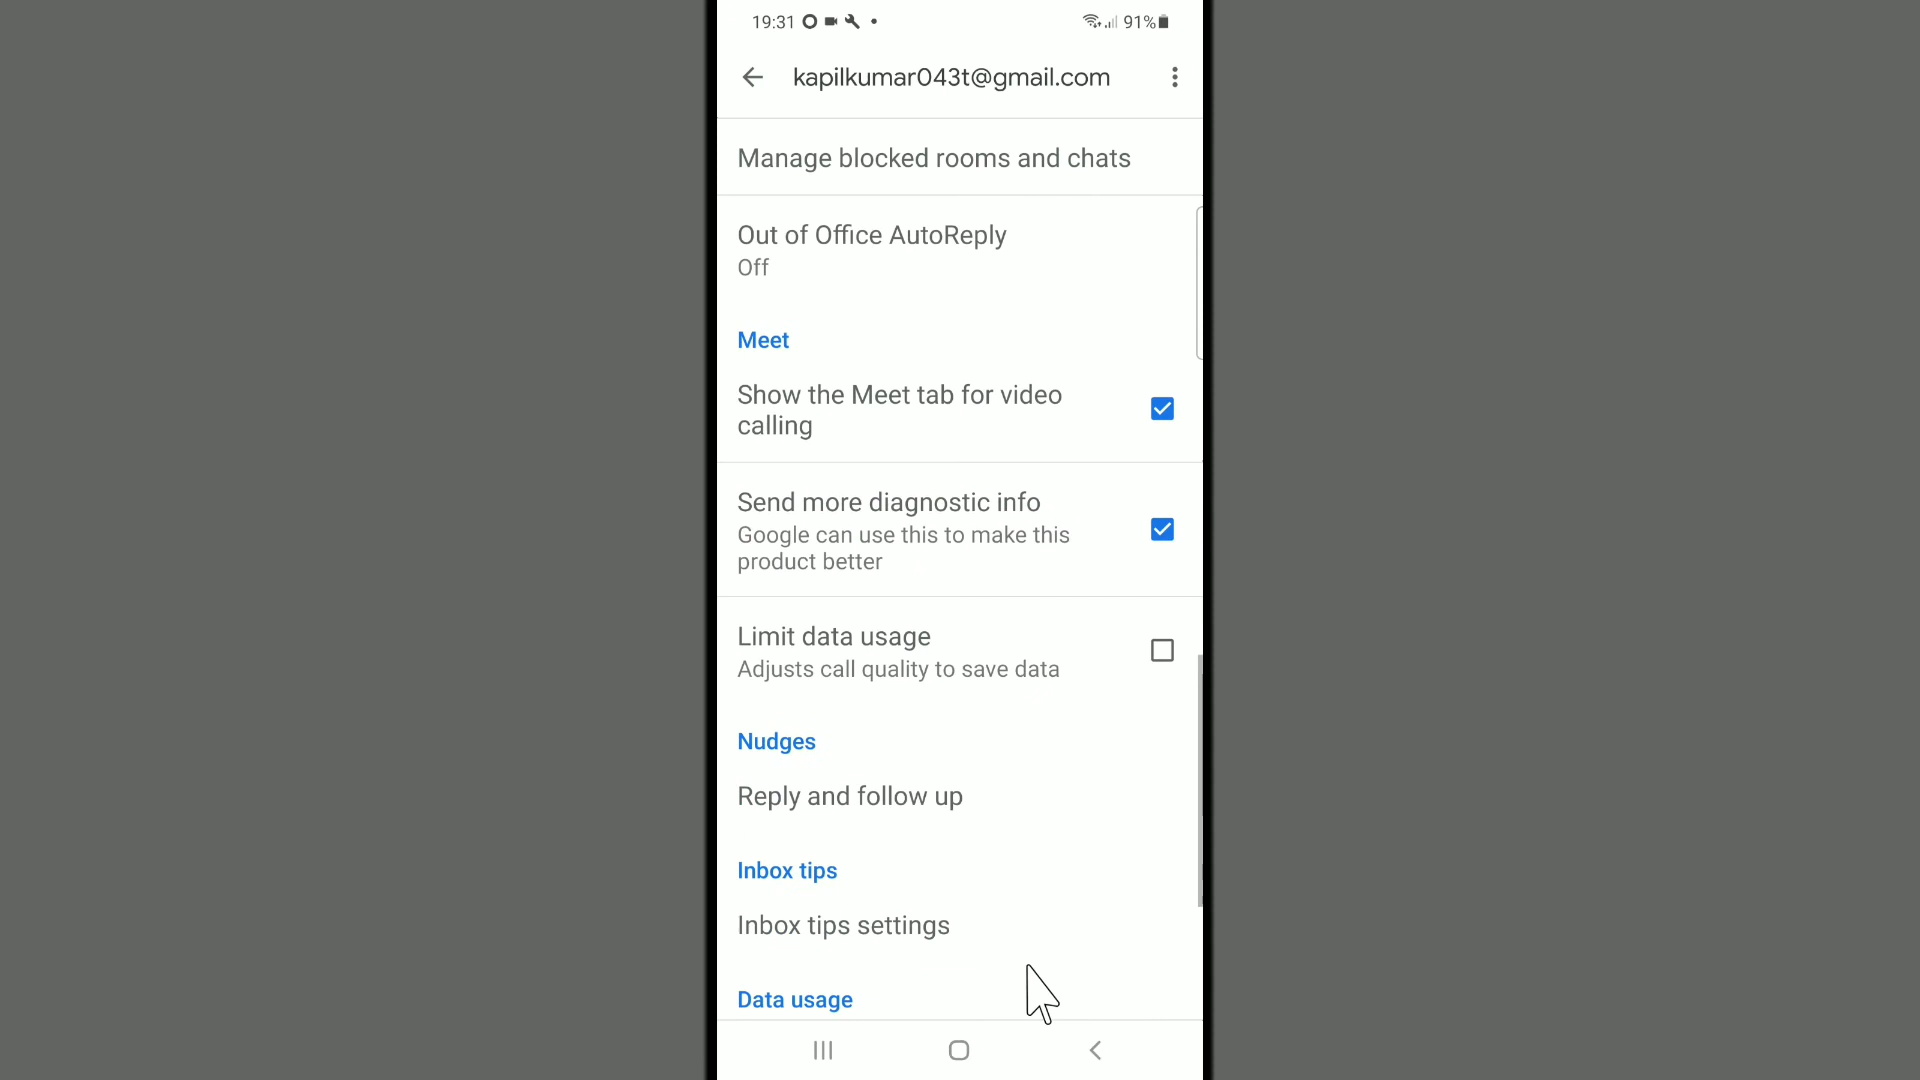 19:31 91%
kapilkumar043t@gmail.com
Manage blocked rooms and chats
Out of Office AutoReply
Off
Meet
Show the Meet tab for video
calling
Send more diagnostic info
Google can use this to make this
product better
Limit data usage
Adjusts call quality to save data
Nudges
Reply and follow up
Inbox tips
Inbox tips settings
Data usage